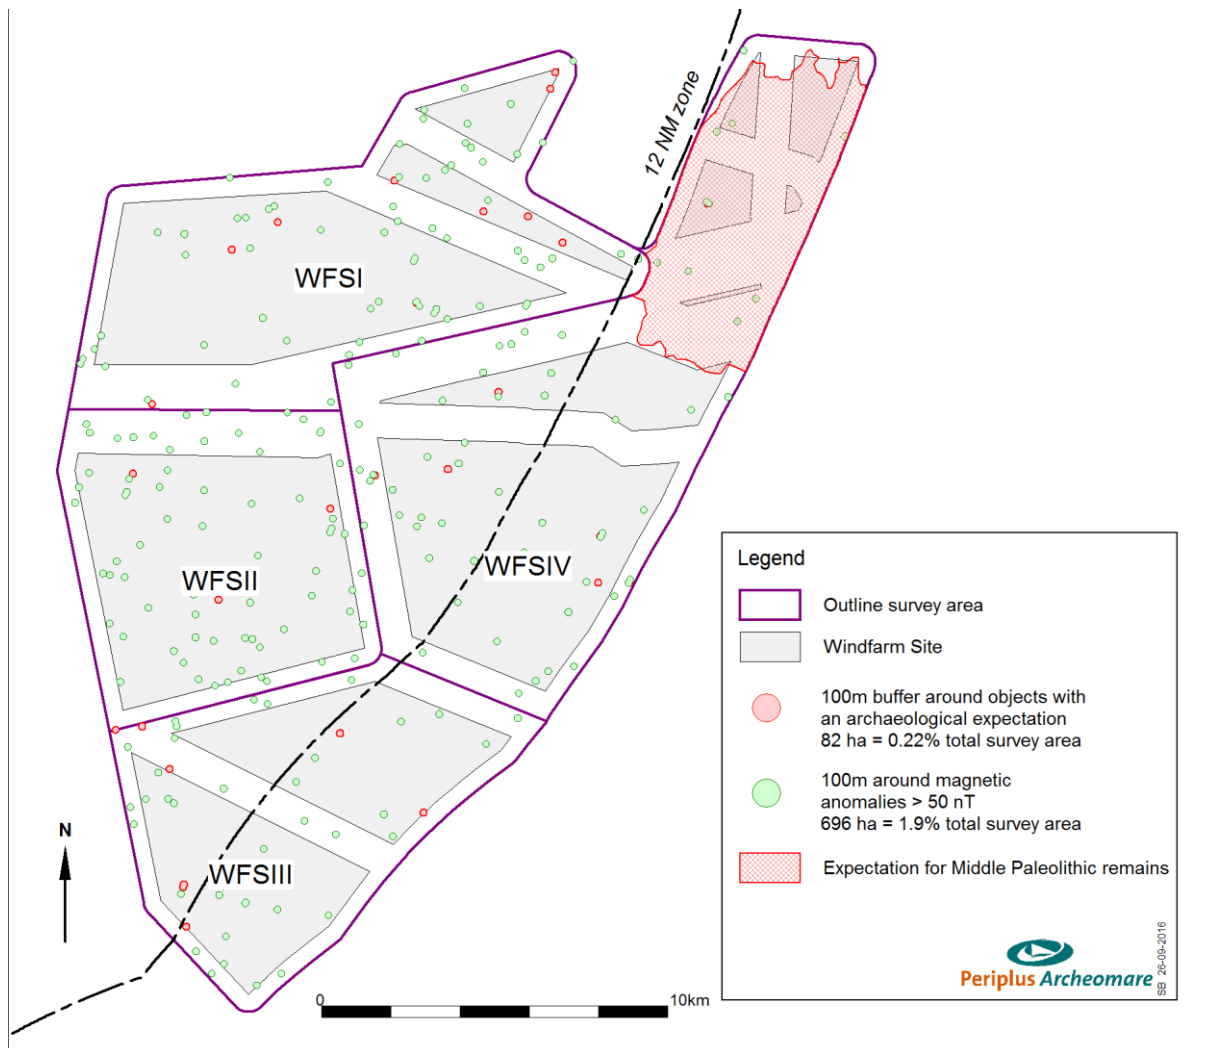 12 NM zone
WFSI
WFSII
WFSIV
WFSIII
N
0
10km
Legend
Outline survey area
Windfarm Site
100m buffer around objects with
an archaeological expectation
82 ha = 0.22% total survey area
100m around magnetic
anomalies > 50 nT
696 ha = 1.9% total survey area
Expectation for Middle Paleolithic remains
Periplus Archeomare
SB 26-09-2016